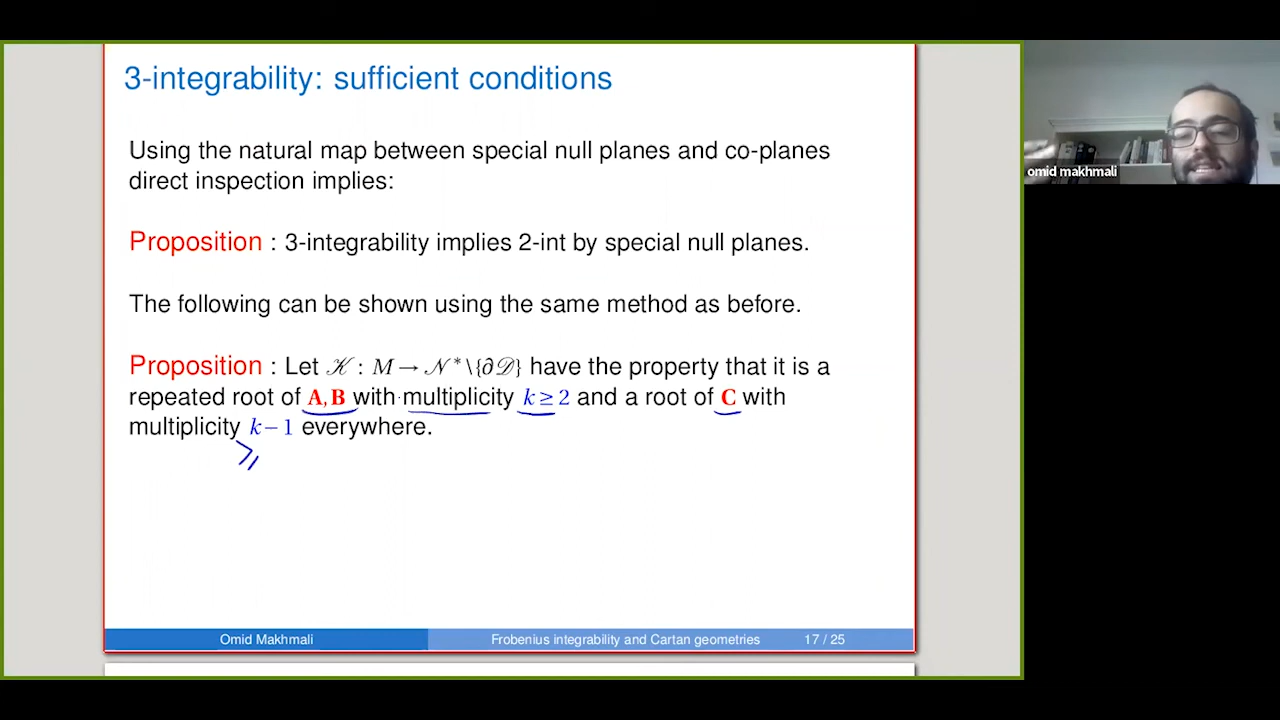 3-integrability: sufficient conditions
Using the natural map between special null planes and co-planes
direct inspection implies:
Proposition : 3-integrability implies 2-int by special null planes.
The following can be shown using the same method as before.
Proposition : Let 𝒦 : M → 𝒩*\{∂𝒟} have the property that it is a
repeated root of A, B with multiplicity k ≥ 2 and a root of C with
multiplicity k − 1 everywhere.
⩾
Omid Makhmali
Frobenius integrability and Cartan geometries
17 / 25
omid makhmali